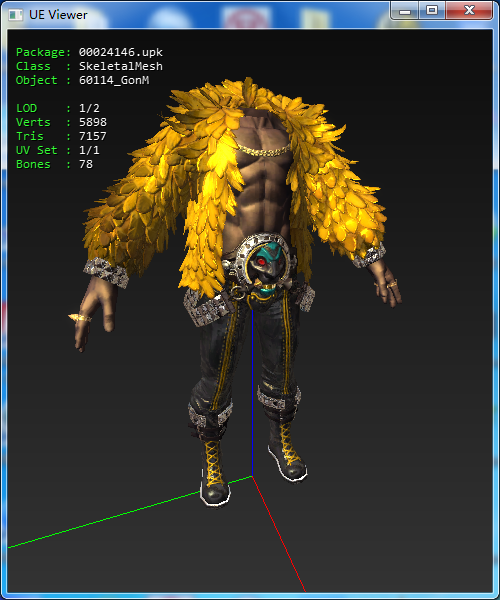 UE Viewer
Package: 00024146.upk
Class : SkeletalMesh
Object : 60114_GonM
LOD : 1/2
Verts : 5898
Tris : 7157
UV Set : 1/1
Bones : 78